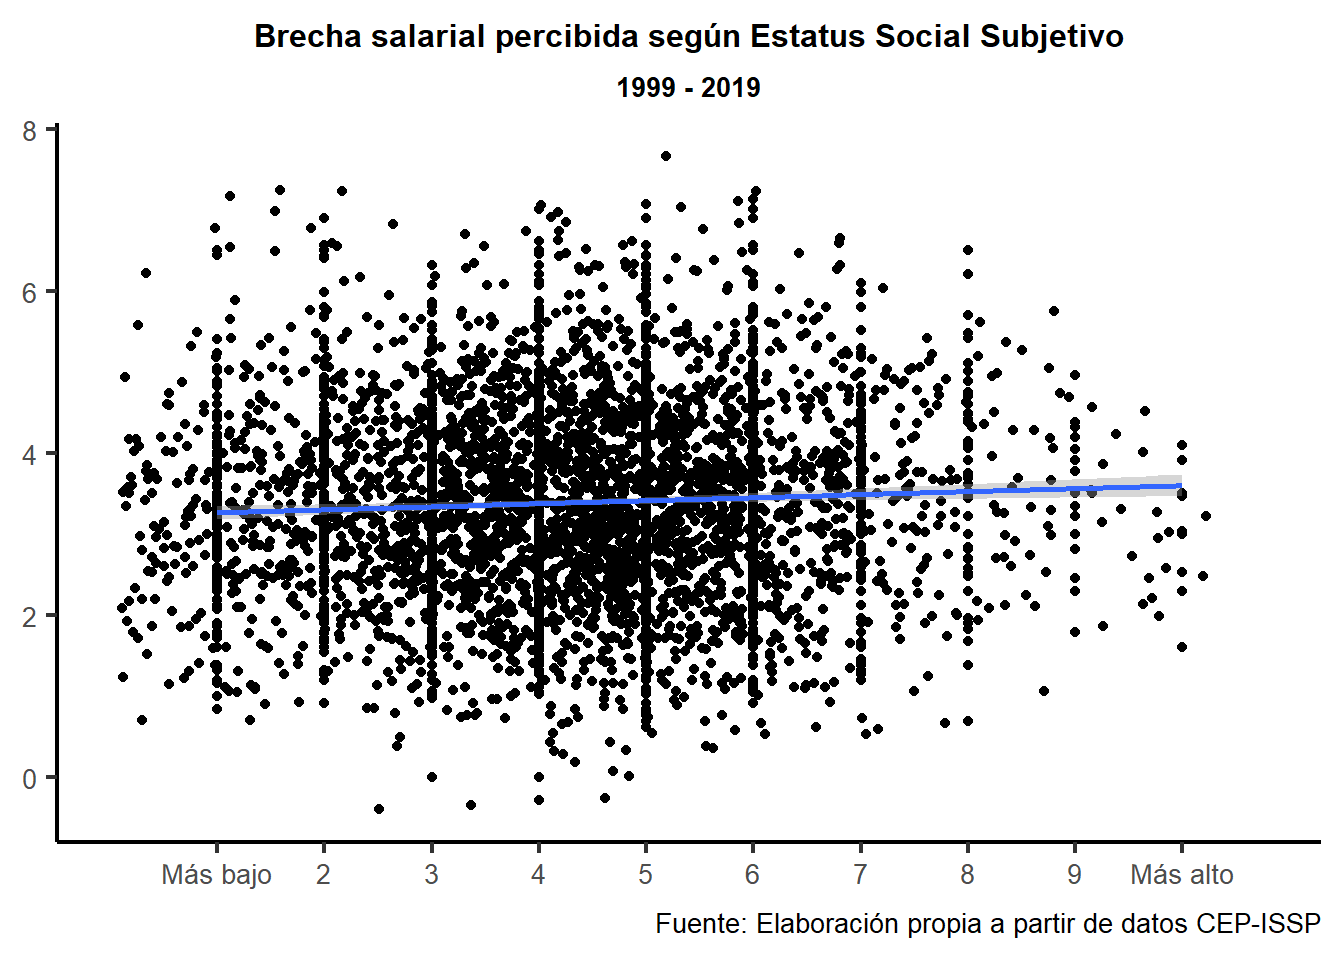 Brecha salarial percibida según Estatus Social Subjetivo
1999 - 2019
8
6
4
2
0
Más bajo 2 3 4 5 6 7 8 9 Más alto
Fuente: Elaboración propia a partir de datos CEP-ISSP